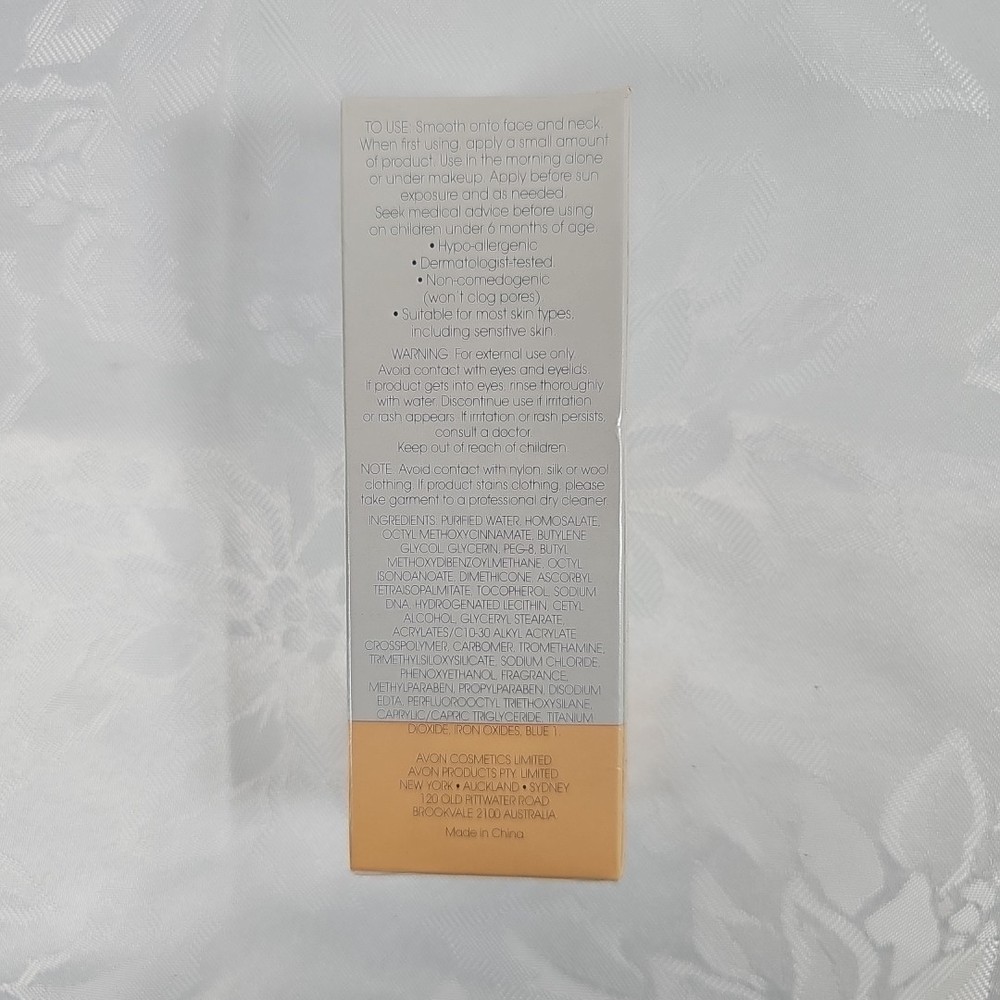 TO USE: Smooth onto face and neck.
When first using, apply a small amount
of product. Use in the morning alone
or under makeup. Apply before sun
exposure and as needed.
Seek medical advice before using
on children under 6 months of age.
• Hypo-allergenic
• Dermatologist-tested
• Non-comedogenic
(won't clog pores)
• Suitable for most skin types,
including sensitive skin.
WARNING: For external use only.
Avoid contact with eyes and eyelids.
If product gets into eyes, rinse thoroughly
with water. Discontinue use if irritation
or rash appears. If irritation or rash persists,
consult a doctor.
Keep out of reach of children
NOTE: Avoid contact with nylon, silk or wool
clothing. If product stains clothing, please
take garment to a professional dry cleaner
INGREDIENTS: PURIFIED WATER, HOMOSALATE,
OCTYL METHOXYCINNAMATE, BUTYLENE
GLYCOL, GLYCERIN, PEG-8, BUTYL
METHOXYDIBENZOYLMETHANE, OCTYL
ISONOANOATE, DIMETHICONE, ASCORBYL
TETRAISOPALMITATE, TOCOPHEROL, SODIUM
DNA, HYDROGENATED LECITHIN, CETYL
ALCOHOL, GLYCERYL STEARATE,
ACRYLATES/C10-30 ALKYL ACRYLATE
CROSSPOLYMER, CARBOMER, TROMETHAMINE,
TRIMETHYLSILOXYSILICATE, SODIUM CHLORIDE,
PHENOXYETHANOL, FRAGRANCE,
METHYLPARABEN, PROPYLPARABEN, DISODIUM
EDTA, PERFLUOROOCTYL TRIETHOXYSILANE,
CAPRYLIC/CAPRIC TRIGLYCERIDE, TITANIUM
DIOXIDE, IRON OXIDES, BLUE 1
AVON COSMETICS LIMITED
AVON PRODUCTS PTY. LIMITED
NEW YORK • AUCKLAND • SYDNEY
120 OLD PITTWATER ROAD
BROOKVALE 2100 AUSTRALIA
Made in China